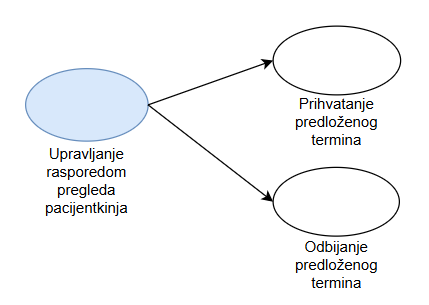 Prihvatanje
predloženog
termina
Upravljanje
rasporedom
pregleda
pacijentkinja
Odbijanje
predloženog
termina